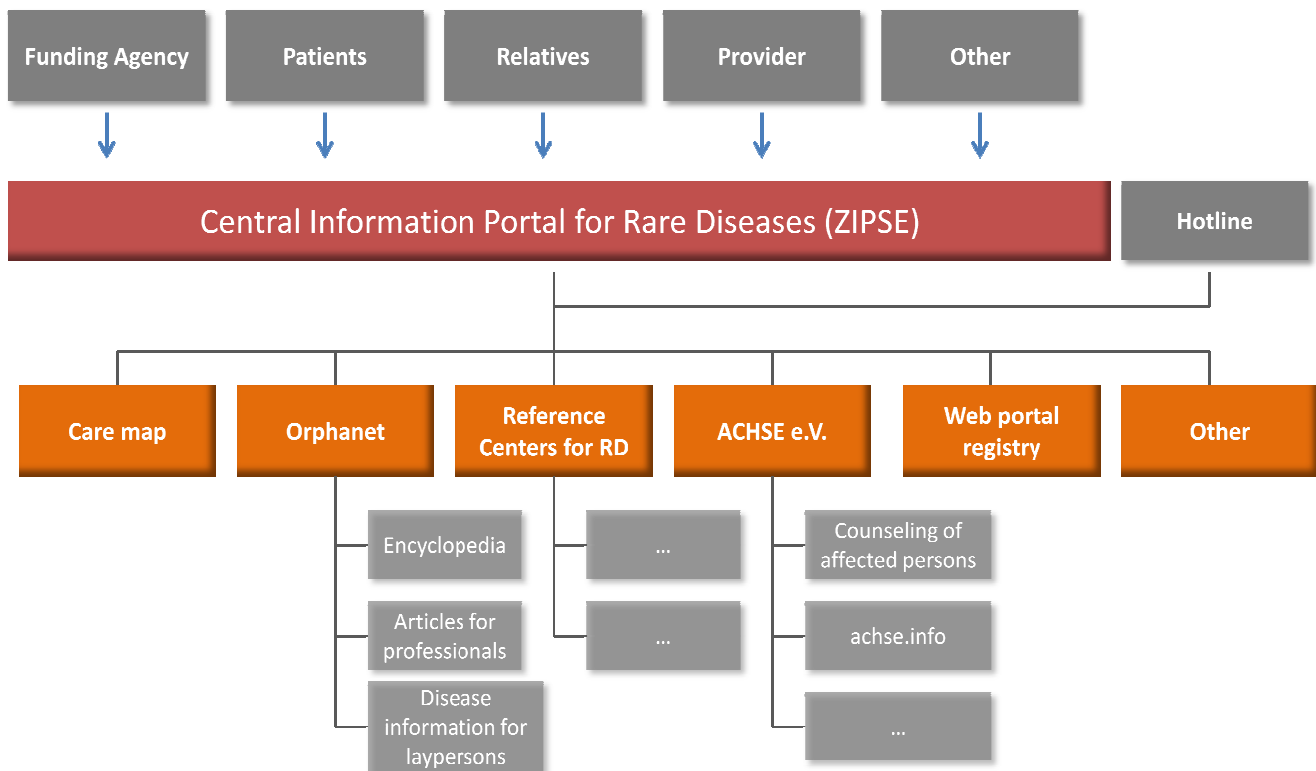 Funding Agency
Patients
Relatives
Provider
Other
Central Information Portal for Rare Diseases (ZIPSE)
Hotline
Care map
Orphanet
Reference
Centers for RD
ACHSE e.V.
Web portal
registry
Other
Encyclopedia
Articles for
professionals
Disease
information for
laypersons
...
...
Counseling of
affected persons
achse.info
...